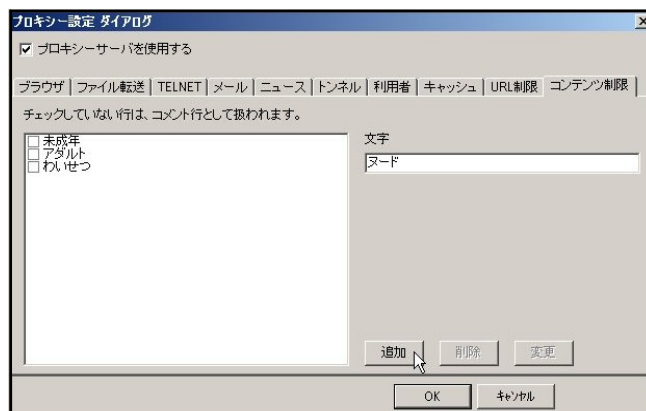 プロキシー設定 ダイアログ
プロキシーサーバを使用する
ブラウザ ファイル転送 TELNET メール ニュース トンネル 利用者 キャッシュ URL制限 コンテンツ制限
チェックしていない行は、コメント行として扱われます。
未成年
アダルト
わいせつ
文字
ヌード
追加 削除 変更
OK キャンセル